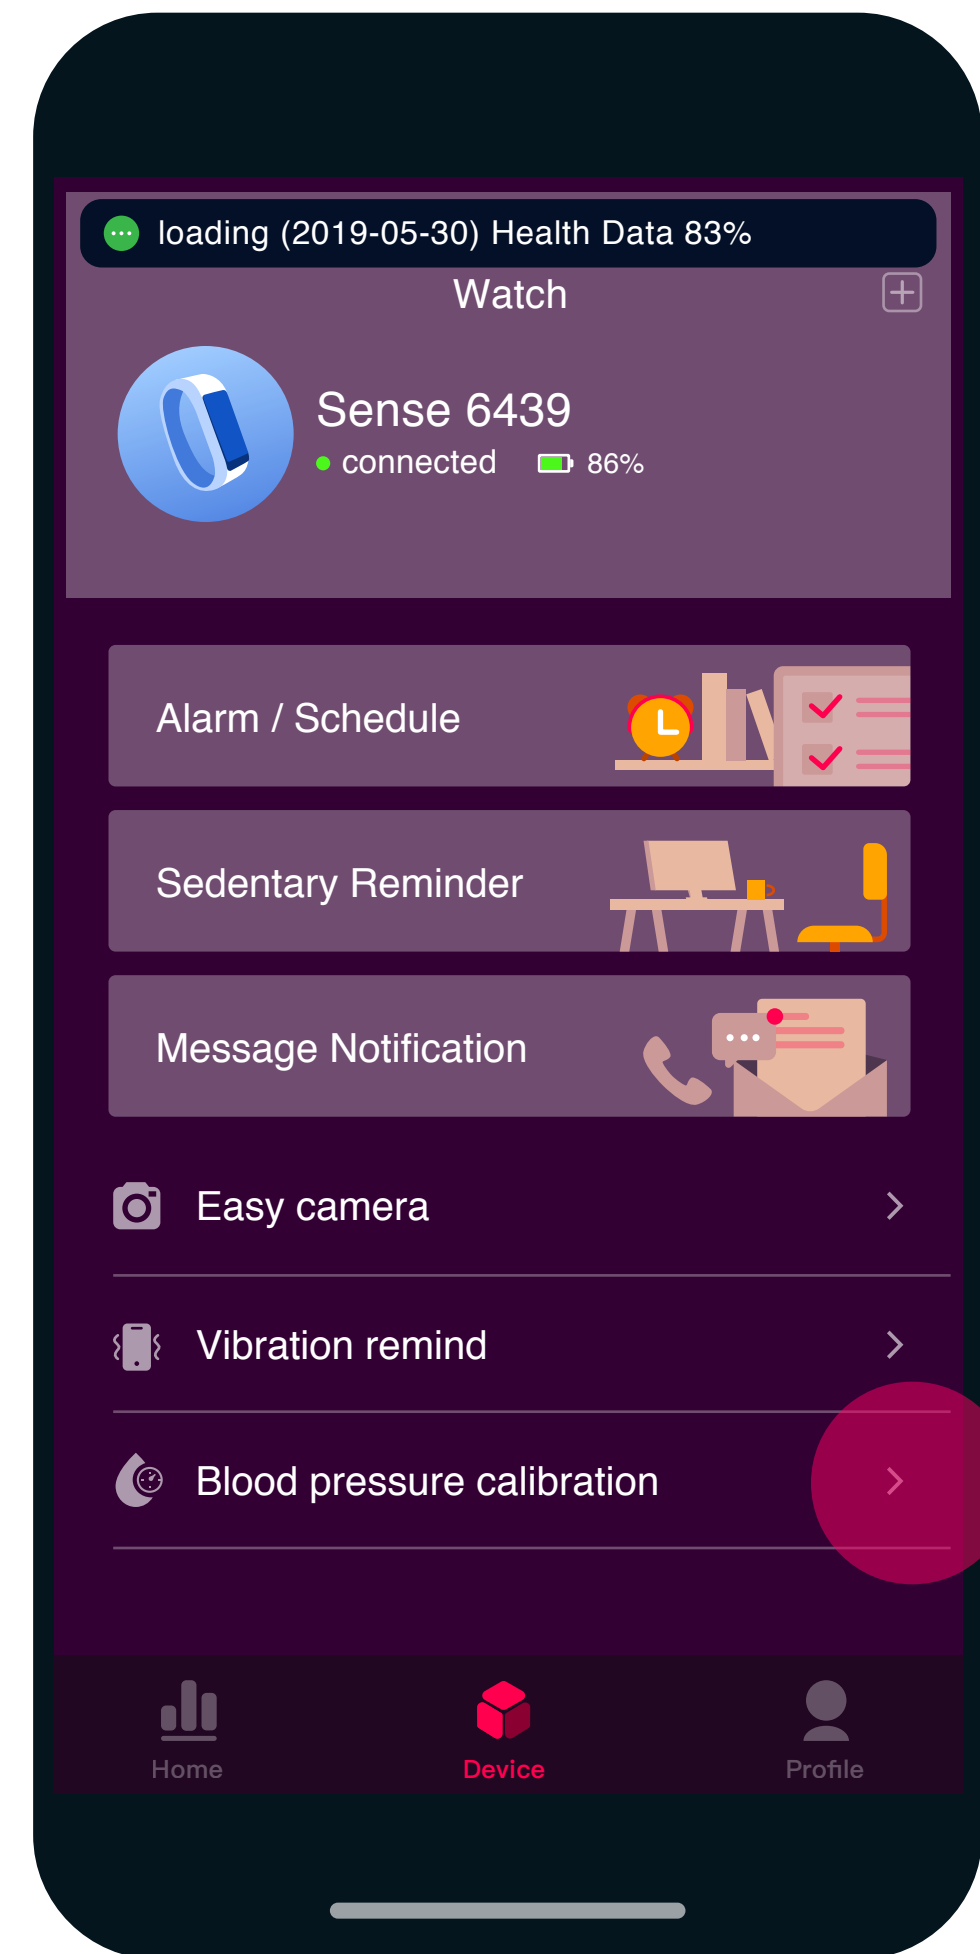 loading (2019-05-30) Health Data 83%
Watch
Sense 6439
connected 86%
Alarm / Schedule
Sedentary Reminder
Message Notification
Easy camera
Vibration remind
Blood pressure calibration
Home Device Profile